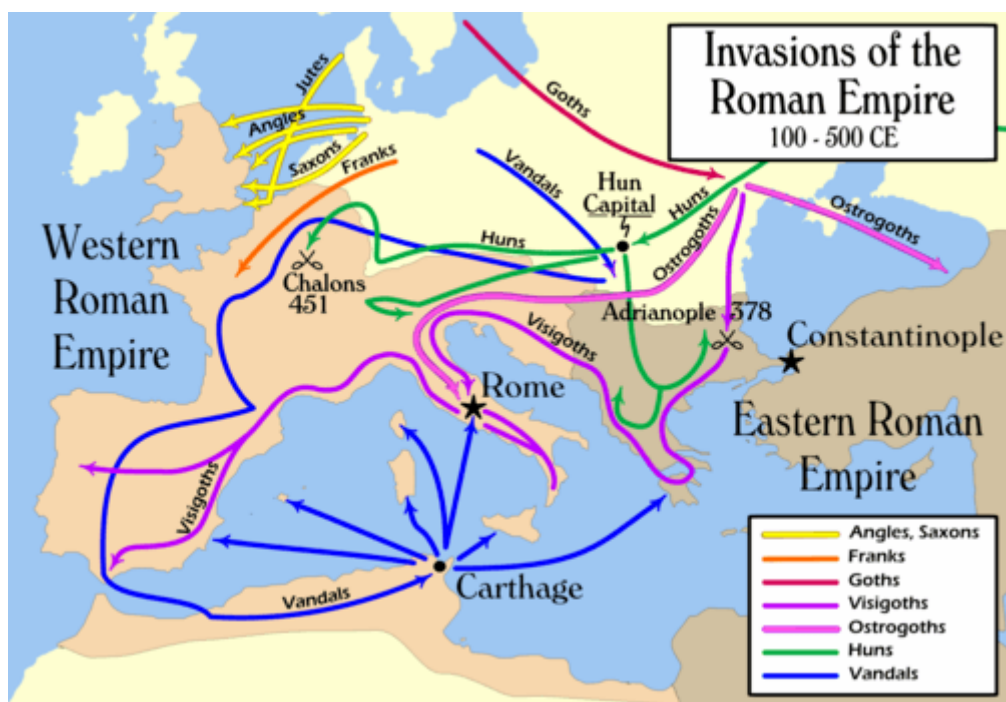 Invasions of the
Roman Empire
100 - 500 CE
Jutes
Angles
Saxons
Franks
Goths
Vandals
Hun
Capital
Huns
Ostrogoths
Ostrogoths
Huns
Western
Roman
Empire
Chalons
451
Adrianople 378
Visigoths
Constantinople
Rome
Eastern Roman
Empire
Visigoths
Vandals
Carthage
Angles, Saxons
Franks
Goths
Visigoths
Ostrogoths
Huns
Vandals